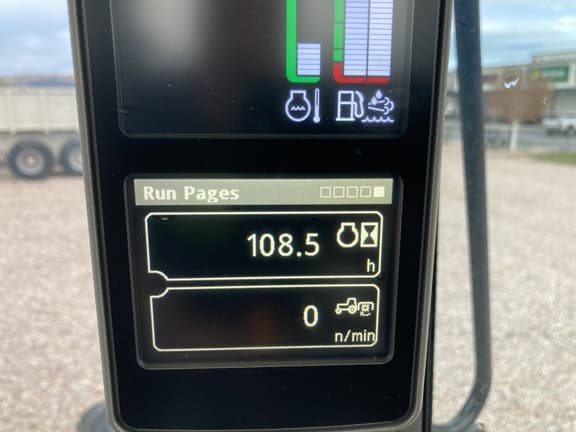 Run Pages
108.5
h
0
n/min